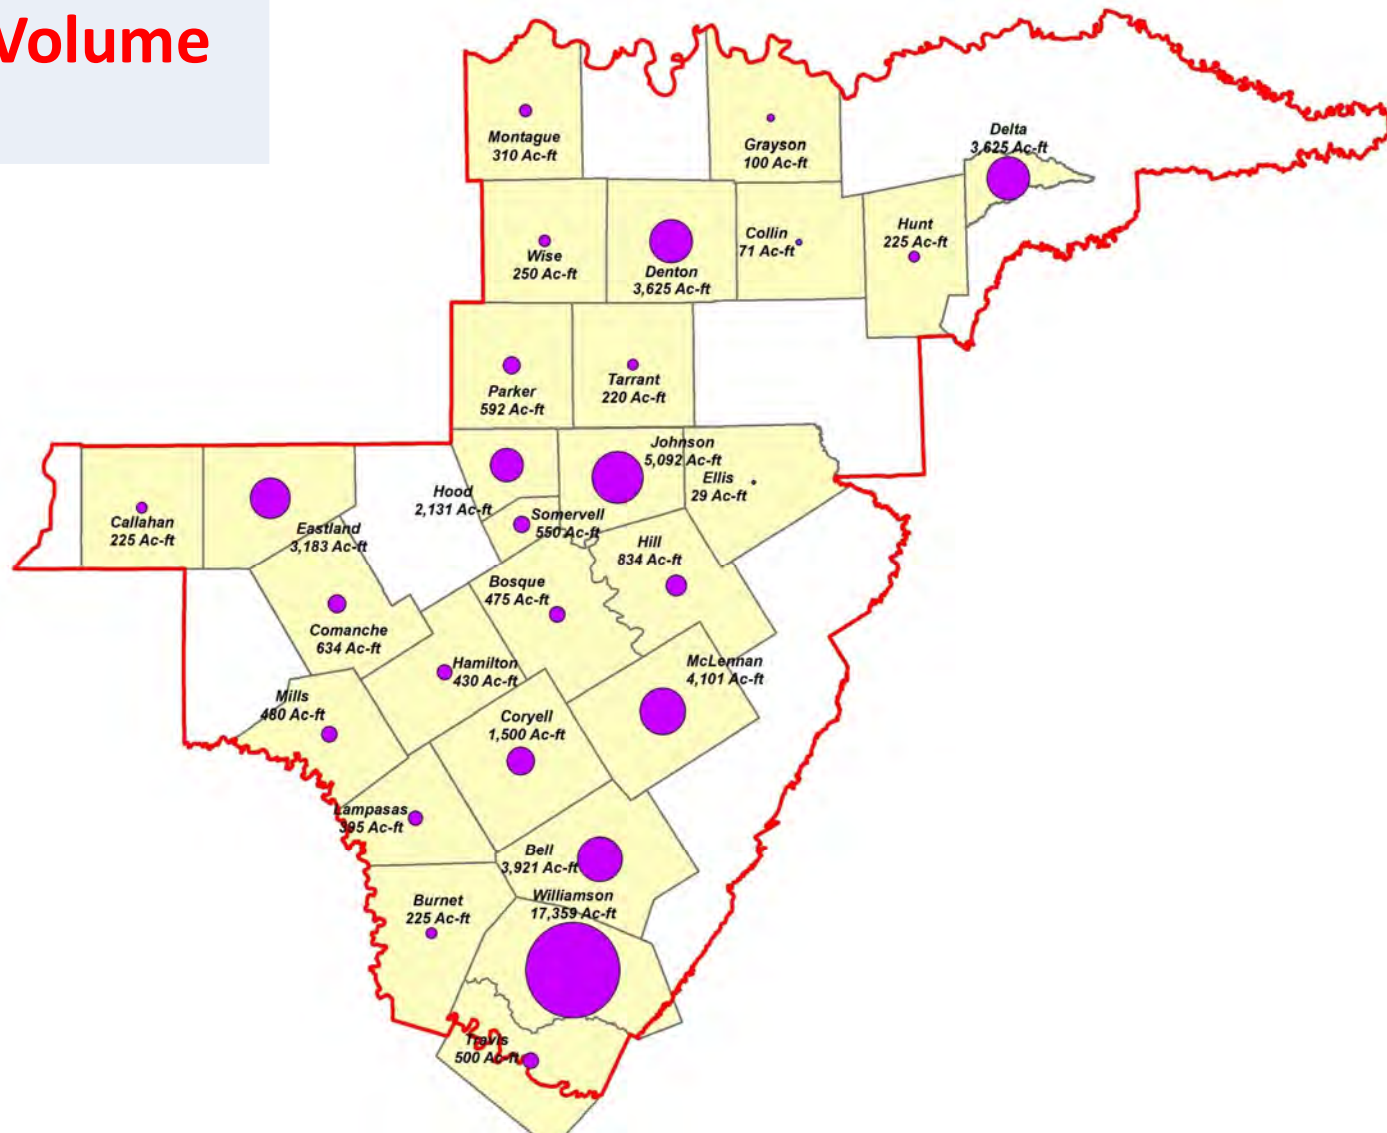 Volume
Montague
310 Ac-ft
Grayson
100 Ac-ft
Delta
3,625 Ac-ft
Wise
250 Ac-ft
Denton
3,625 Ac-ft
Collin
71 Ac-ft
Hunt
225 Ac-ft
Parker
592 Ac-ft
Tarrant
220 Ac-ft
Johnson
5,092 Ac-ft
Ellis
29 Ac-ft
Hood
2,131 Ac-ft
Somervell
550 Ac-ft
Callahan
225 Ac-ft
Eastland
3,183 Ac-ft
Hill
834 Ac-ft
Bosque
475 Ac-ft
Comanche
634 Ac-ft
Hamilton
430 Ac-ft
McLennan
4,101 Ac-ft
Mills
480 Ac-ft
Coryell
1,500 Ac-ft
Lampasas
395 Ac-ft
Bell
3,921 Ac-ft
Burnet
225 Ac-ft
Williamson
17,359 Ac-ft
Travis
500 Ac-ft